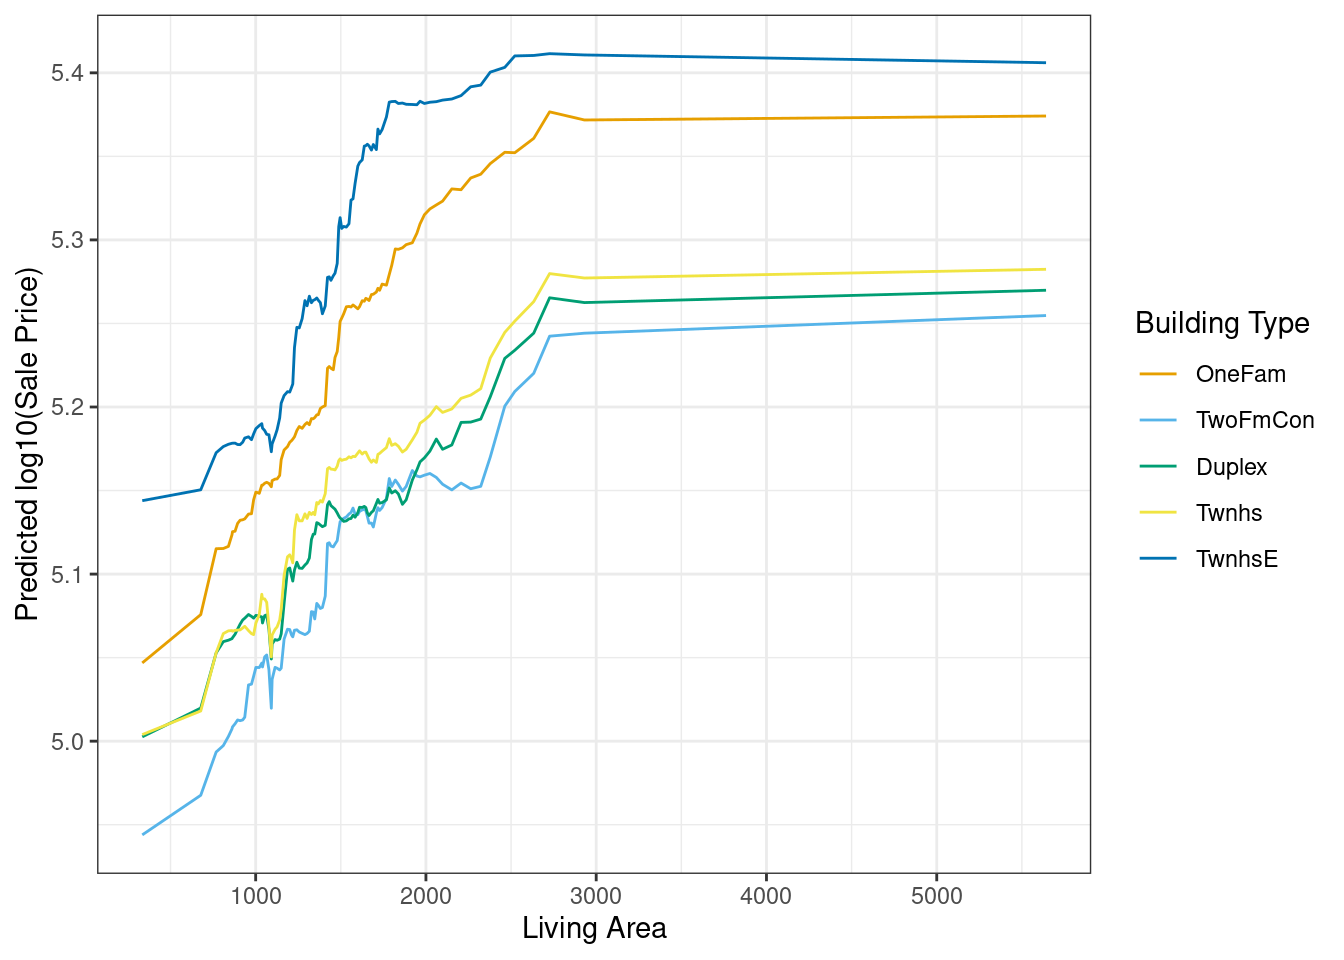 5.4
5.3
5.2
5.1
5.0
Predicted log10(Sale Price)
1000 2000 3000 4000 5000
Living Area
Building Type
OneFam
TwoFmCon
Duplex
Twnhs
TwnhsE